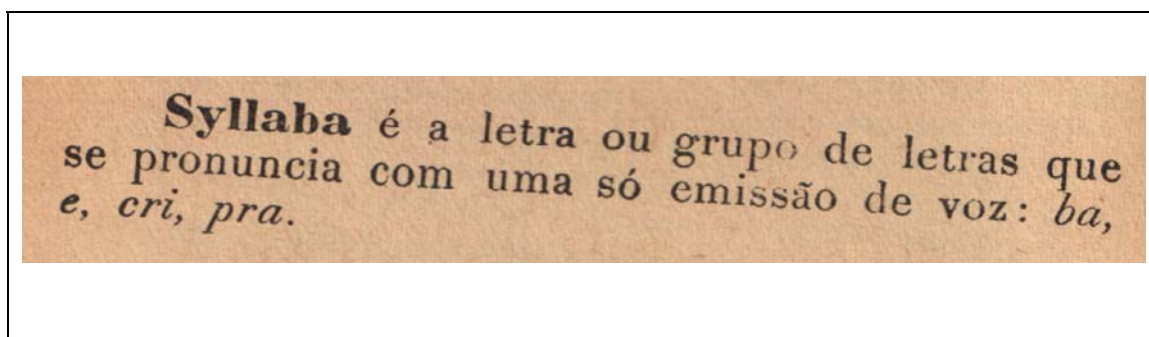 Syllaba é a letra ou grupo de letras que
se pronuncia com uma só emissão de voz: ba,
e, cri, pra.